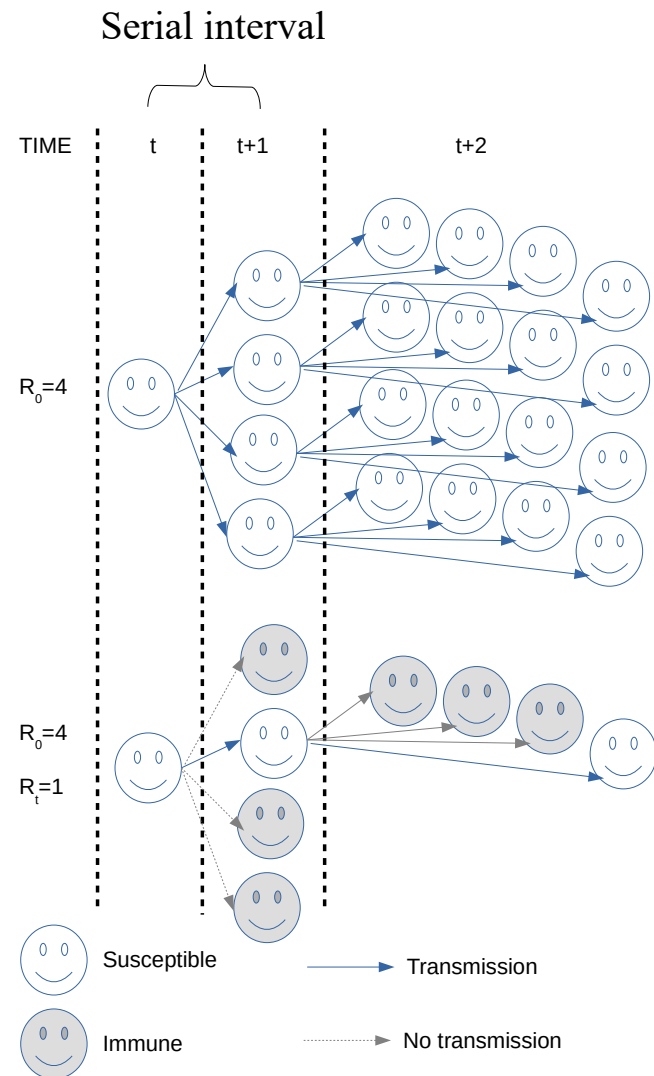 Serial interval
TIME t t+1 t+2
R₀=4
R₀=4
Rₜ=1
Susceptible Transmission
Immune No transmission